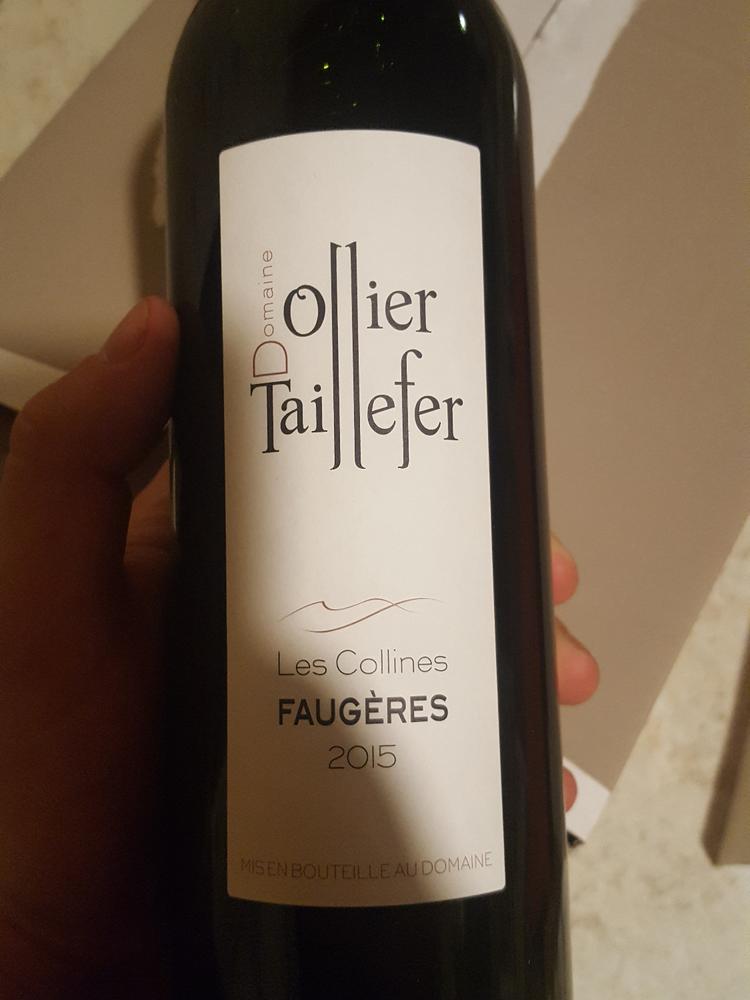 Domaine
Ollier
Taillefer
Les Collines
FAUGÈRES
2015
MIS EN BOUTEILLE AU DOMAINE